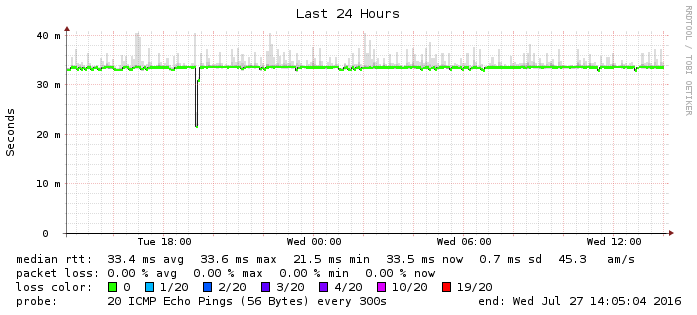 Last 24 Hours
RRDTOOL / TOBI OETIKER
Seconds
40 m
30 m
20 m
10 m
0
Tue 18:00 Wed 00:00 Wed 06:00 Wed 12:00
median rtt: 33.4 ms avg 33.6 ms max 21.5 ms min 33.5 ms now 0.7 ms sd 45.3 am/s
packet loss: 0.00 % avg 0.00 % max 0.00 % min 0.00 % now
loss color: 0 1/20 2/20 3/20 4/20 10/20 19/20
probe: 20 ICMP Echo Pings (56 Bytes) every 300s end: Wed Jul 27 14:05:04 2016